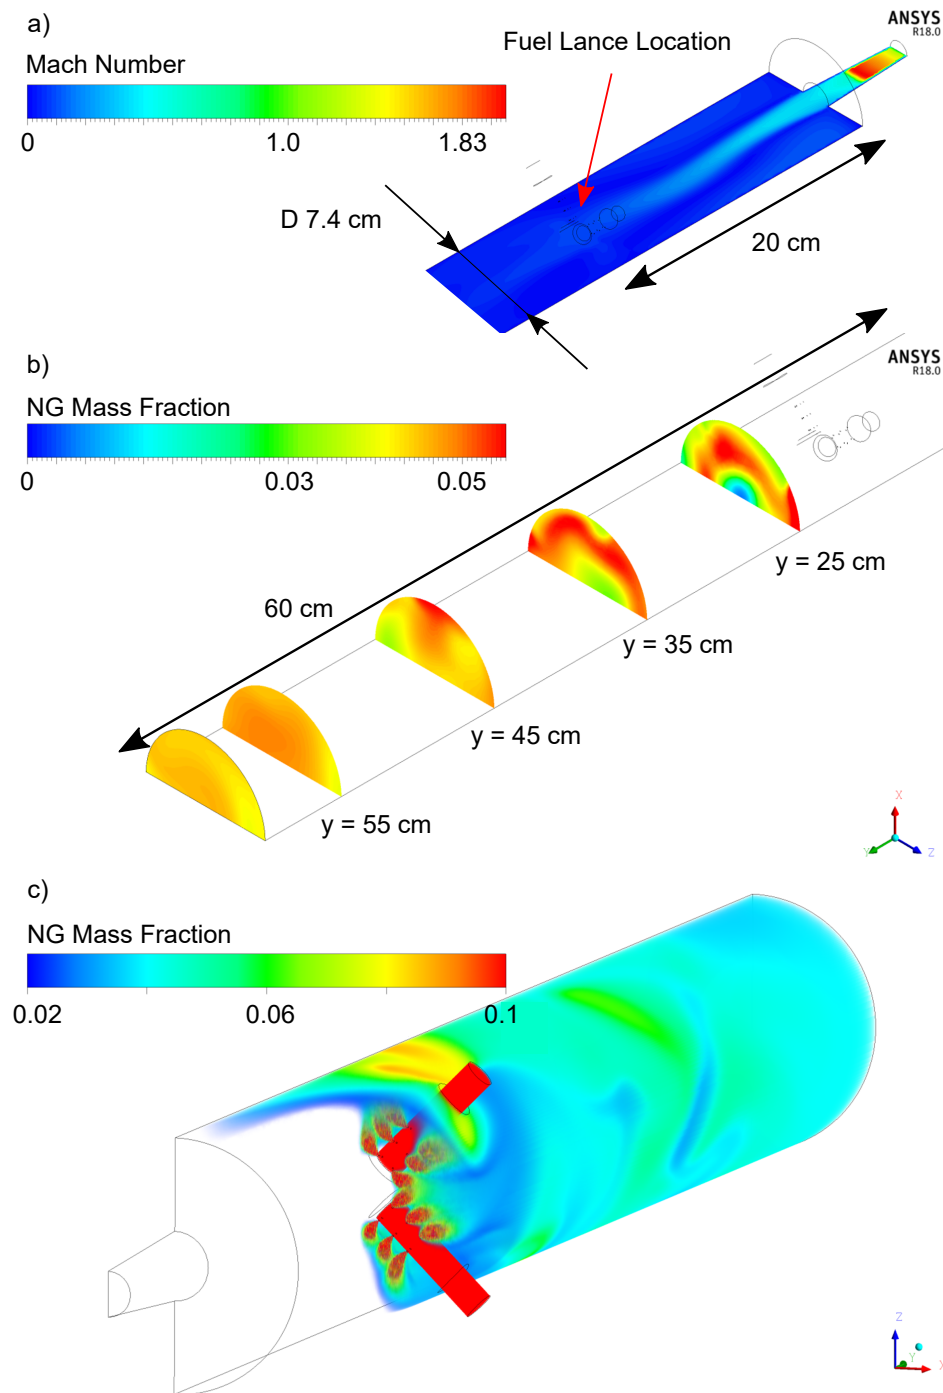 a)
ANSYS
R18.0
Fuel Lance Location
Mach Number
0
1.0
1.83
D 7.4 cm
20 cm
b)
ANSYS
R18.0
NG Mass Fraction
0
0.03
0.05
y = 25 cm
60 cm
y = 35 cm
y = 45 cm
y = 55 cm
X
Y
Z
c)
NG Mass Fraction
0.02
0.06
0.1
Z
Y
X